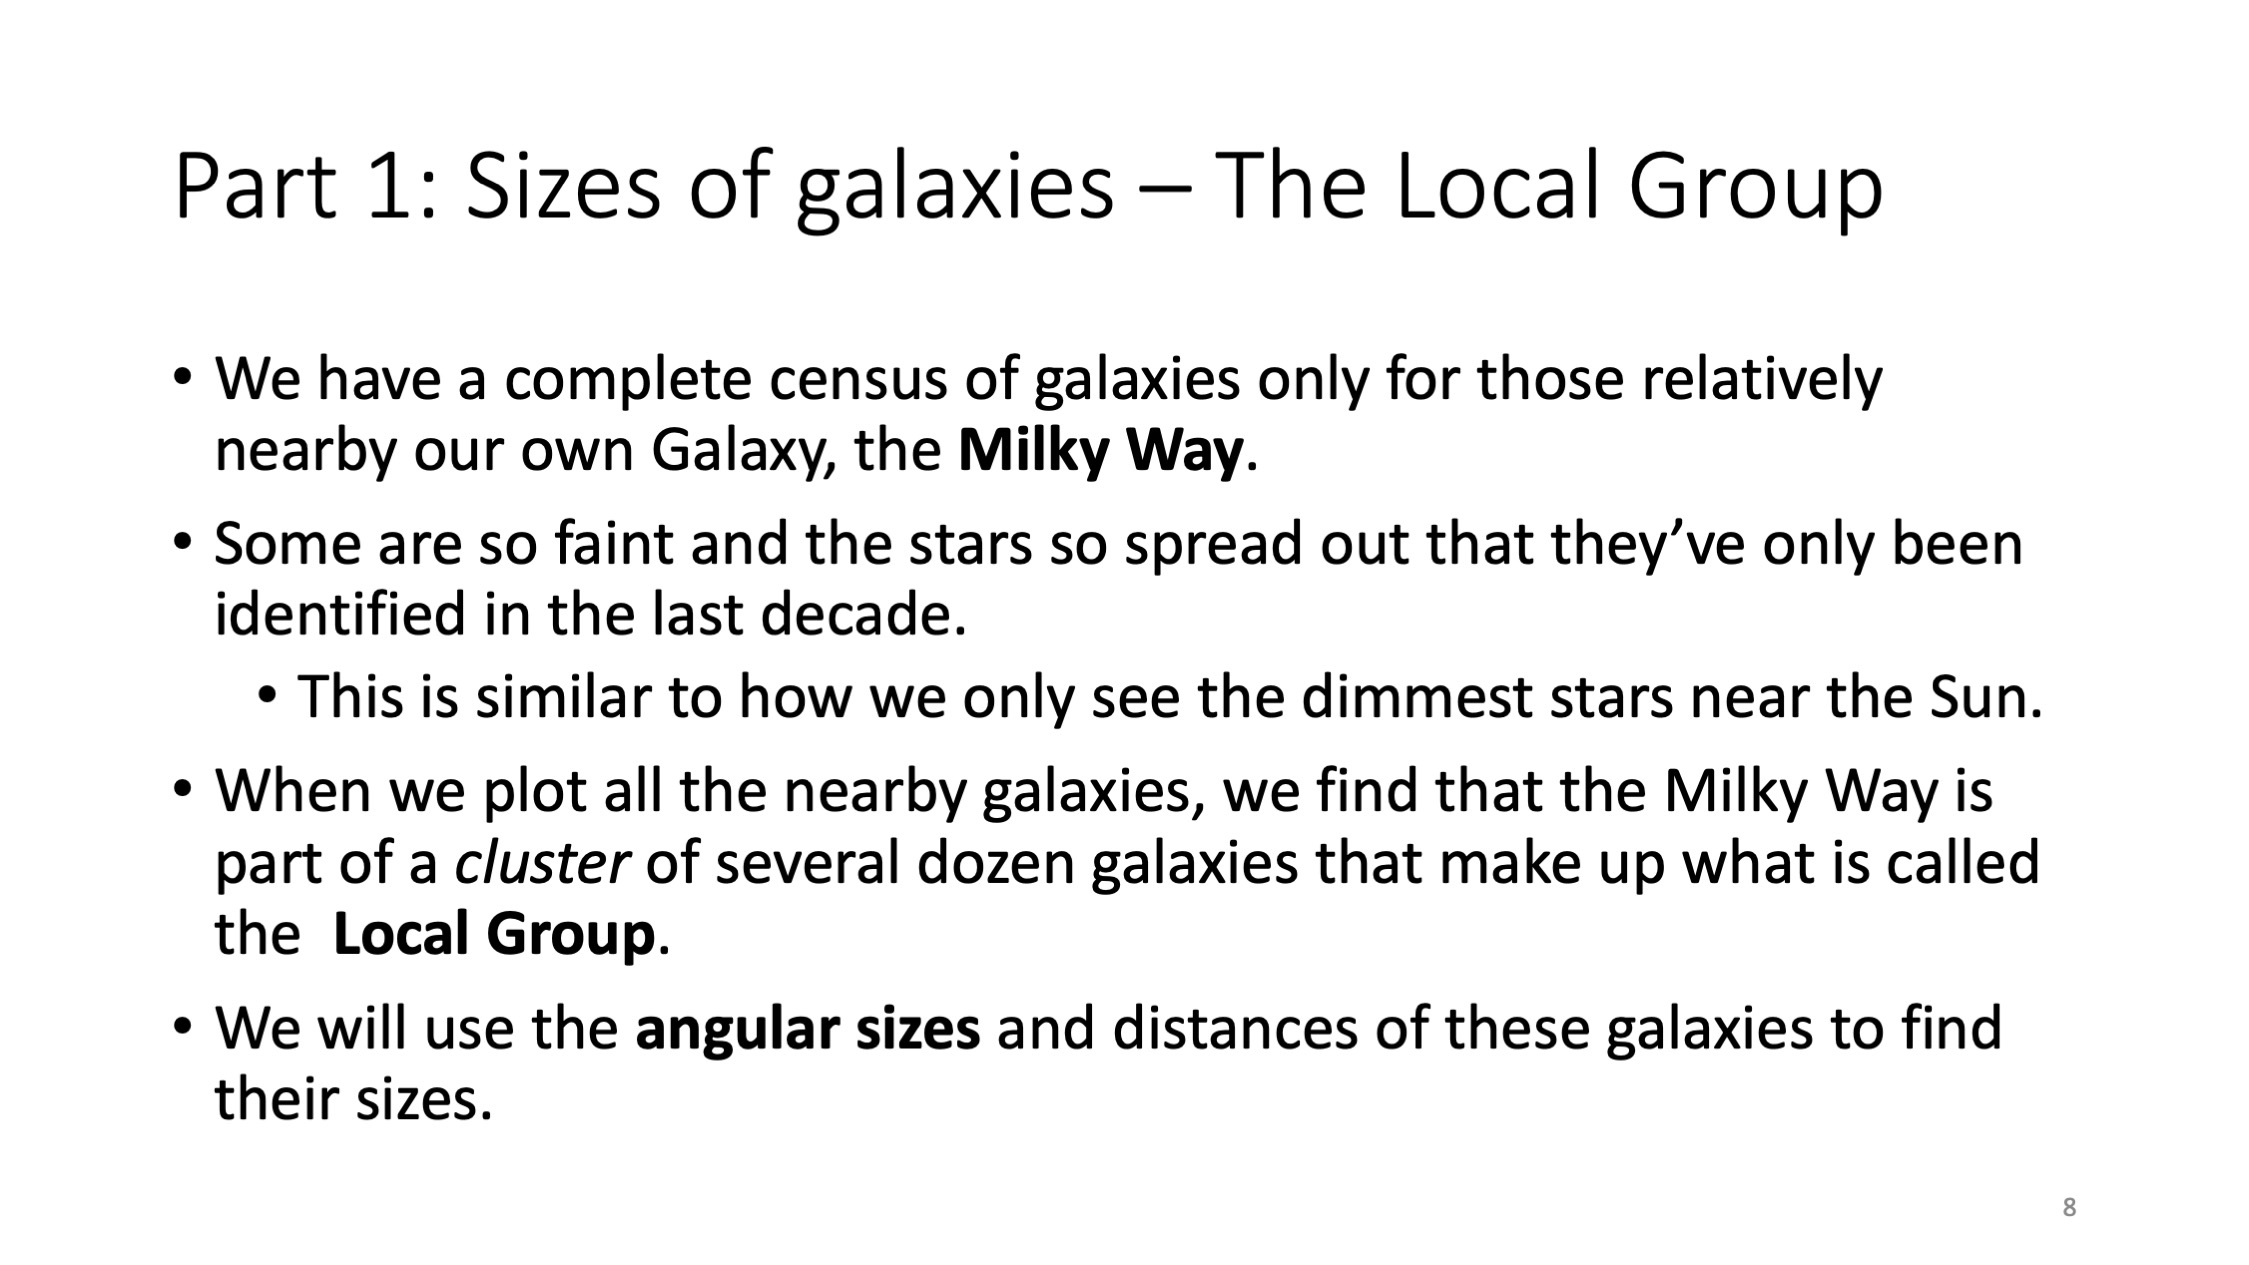 Part 1: Sizes of galaxies – The Local Group
• We have a complete census of galaxies only for those relatively
nearby our own Galaxy, the Milky Way.
• Some are so faint and the stars so spread out that they’ve only been
identified in the last decade.
• This is similar to how we only see the dimmest stars near the Sun.
• When we plot all the nearby galaxies, we find that the Milky Way is
part of a cluster of several dozen galaxies that make up what is called
the  Local Group.
• We will use the angular sizes and distances of these galaxies to find
their sizes.
8